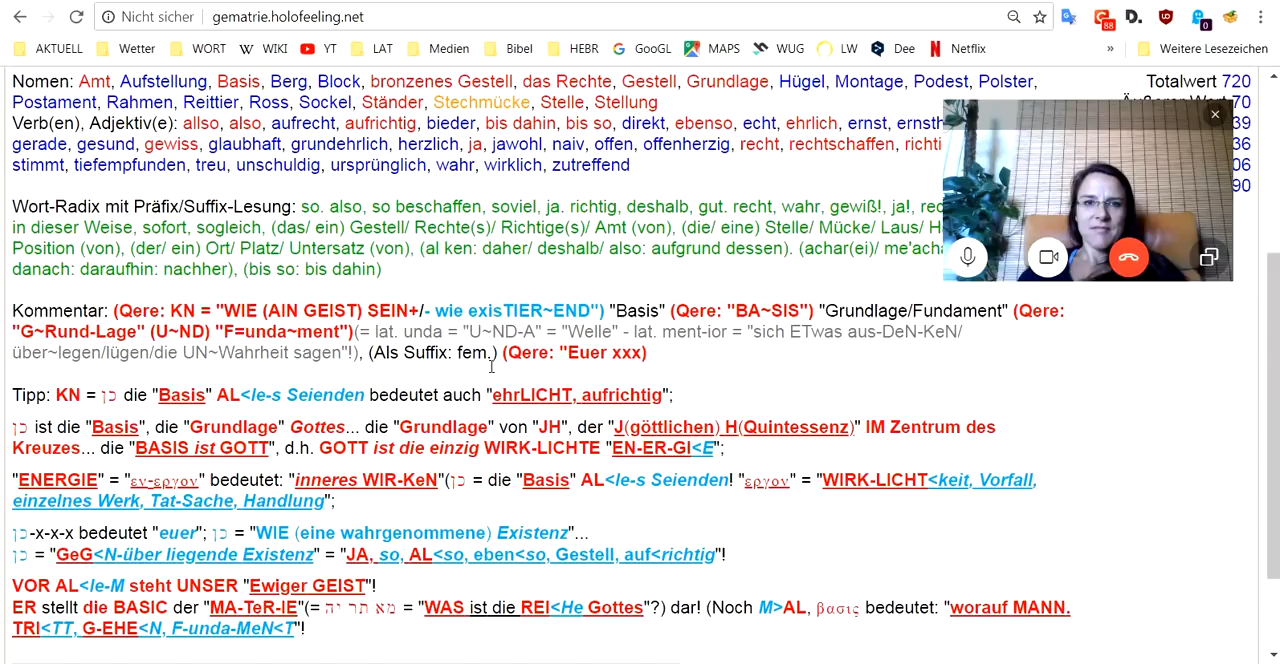 Nicht sicher | gematrie.holofeeling.net
88 D. 0
AKTUELL Wetter WORT W WIKI YT LAT Medien Bibel HEBR G GooGL MAPS WUG LW Dee N Netflix » Weitere Lesezeichen
Nomen: Amt, Aufstellung, Basis, Berg, Block, bronzenes Gestell, das Rechte, Gestell, Grundlage, Hügel, Montage, Podest, Polster, Totalwert 720
Postament, Rahmen, Reittier, Ross, Sockel, Ständer, Stechmücke, Stelle, Stellung 70
Verb(en), Adjektiv(e): allso, also, aufrecht, aufrichtig, bieder, bis dahin, bis so, direkt, ebenso, echt, ehrlich, ernst, ernsth 39
gerade, gesund, gewiss, glaubhaft, grundehrlich, herzlich, ja, jawohl, naiv, offen, offenherzig, recht, rechtschaffen, richti 36
stimmt, tiefempfunden, treu, unschuldig, ursprünglich, wahr, wirklich, zutreffend 06
90
Wort-Radix mit Präfix/Suffix-Lesung: so. also, so beschaffen, soviel, ja. richtig, deshalb, gut. recht, wahr, gewiß!, ja!, rec
in dieser Weise, sofort, sogleich, (das/ ein) Gestell/ Rechte(s)/ Richtige(s)/ Amt (von), (die/ eine) Stelle/ Mücke/ Laus/ H
Position (von), (der/ ein) Ort/ Platz/ Untersatz (von), (al ken: daher/ deshalb/ also: aufgrund dessen). (achar(ei)/ me'acha
danach: daraufhin: nachher), (bis so: bis dahin)
Kommentar: (Qere: KN = "WIE (AIN GEIST) SEIN+/- wie exisTIER~END") "Basis" (Qere: "BA~SIS") "Grundlage/Fundament" (Qere:
"G~Rund-Lage" (U~ND) "F=unda~ment")(= lat. unda = "U~ND-A" = "Welle" - lat. ment-ior = "sich ETwas aus-DeN-KeN/
über~legen/lügen/die UN~Wahrheit sagen"!), (Als Suffix: fem.) (Qere: "Euer xxx)
Tipp: KN = כן die "Basis" AL<le-s Seienden bedeutet auch "ehrLICHT, aufrichtig";
כן ist die "Basis", die "Grundlage" Gottes... die "Grundlage" von "JH", der "J(göttlichen) H(Quintessenz)" IM Zentrum des
Kreuzes... die "BASIS ist GOTT", d.h. GOTT ist die einzig WIRK-LICHTE "EN-ER-GI<E";
"ENERGIE" = "εν-εργον" bedeutet: "inneres WIR-KeN"(כן = die "Basis" AL<le-s Seienden! "εργον" = "WIRK-LICHT<keit, Vorfall,
einzelnes Werk, Tat-Sache, Handlung";
כן-x-x-x bedeutet "euer"; כן = "WIE (eine wahrgenommene) Existenz"...
כן = "GeG<N-über liegende Existenz" = "JA, so, AL<so, eben<so, Gestell, auf<richtig"!
VOR AL<le-M steht UNSER "Ewiger GEIST"!
ER stellt die BASIC der "MA-TeR-IE"(= מא תר יה = "WAS ist die REI<He Gottes"?) dar! (Noch M>AL, βασις bedeutet: "worauf MANN.
TRI<TT, G-EHE<N, F-unda-MeN<T"!